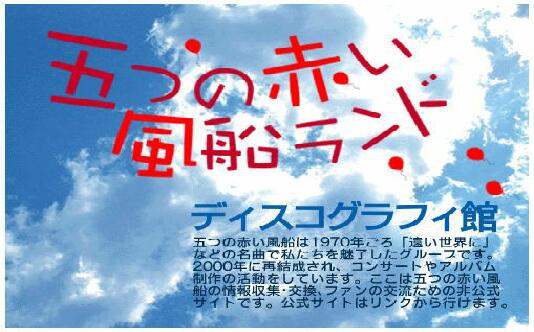 五つの赤い
風船ランド
ディスコグラフィ館
五つの赤い風船は1970年ごろ「遠い世界に」
などの名曲で私たちを魅了したグループです。
2000年に再結成され、コンサートやアルバム
制作の活動をしています。ここは五つの赤い風
船の情報収集・交換、ファンの交流ための非公式
サイトです。公式サイトはリンクから行けます。